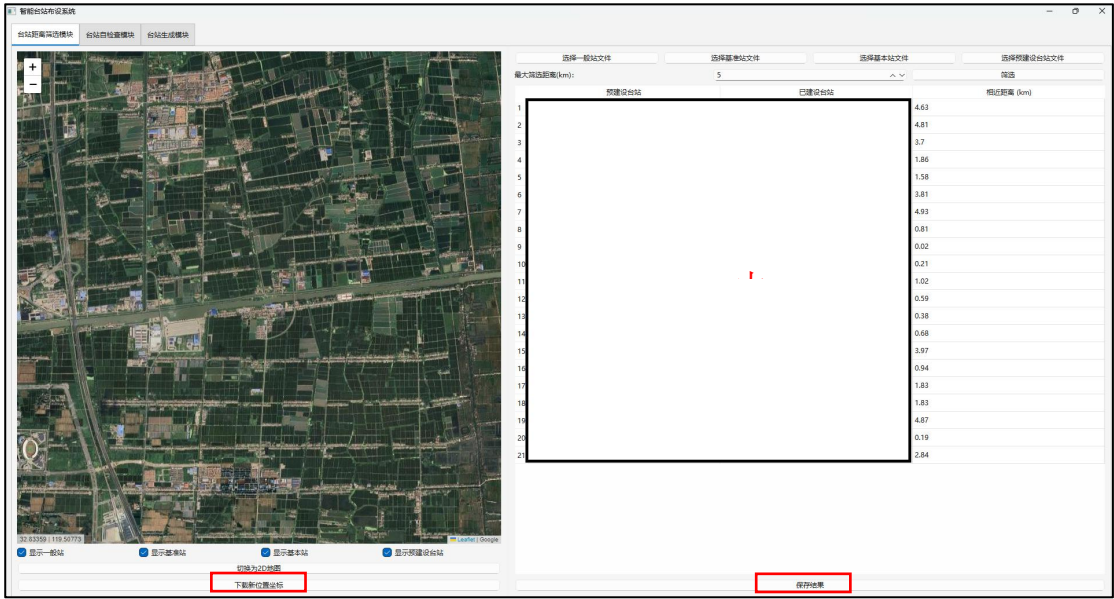 智能台站布设系统
台站距离筛选模块 台站自检查模块 台站生成模块
+
−
32.83359 | 119.50773
Leaflet | Google
显示一般站 显示基准站 显示基本站 显示预建设台站
切换为2D地图
下载新位置坐标
选择一般站文件 选择基准站文件 选择基本站文件 选择预建设台站文件
最大筛选距离(km): 5 筛选
预建设台站 已建设台站 相近距离 (km)
1 4.63
2 4.81
3 3.7
4 1.86
5 1.58
6 3.81
7 4.93
8 0.81
9 0.02
10 0.21
11 1.02
12 0.59
13 0.38
14 0.68
15 3.97
16 0.94
17 1.83
18 1.83
19 4.87
20 0.19
21 2.84
保存结果